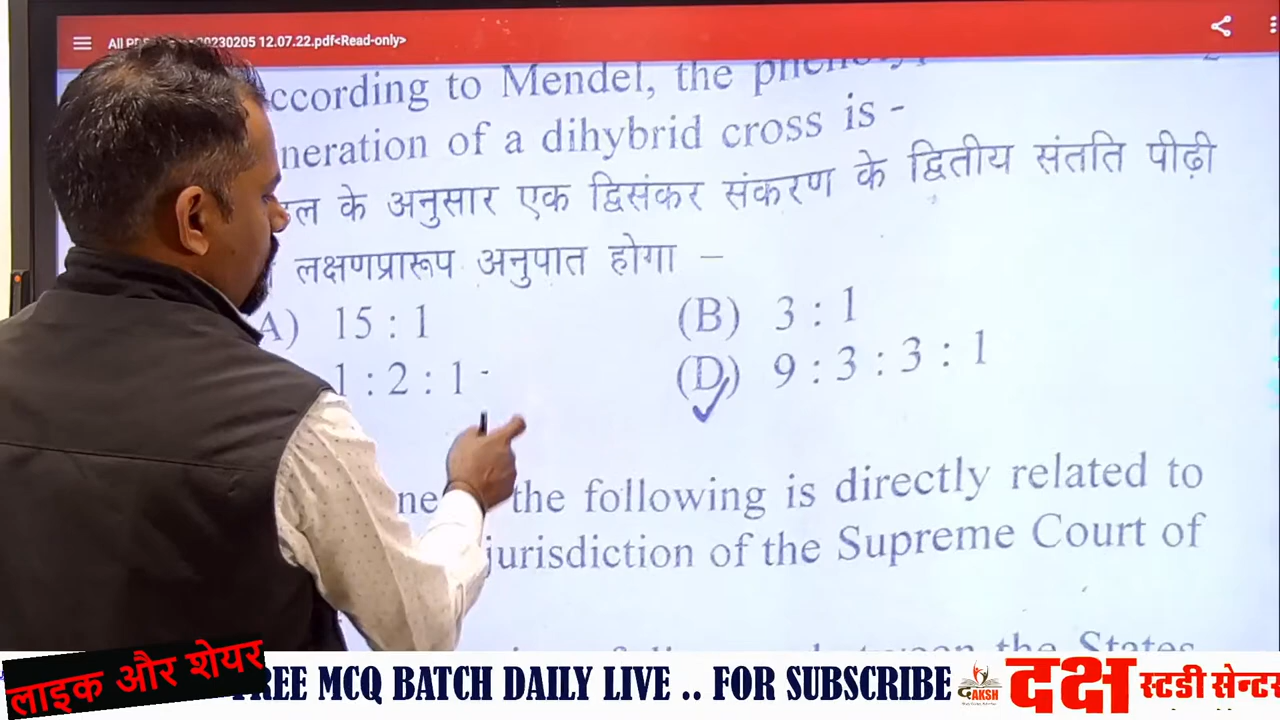 All 20230205 12.07.22.pdf<Read-only>
ccording to Mendel, the
neration of a dihybrid cross is -
के अनुसार एक द्विसंकर संकरण के द्वितीय संतति पीढ़ी
लक्षणप्रारूप अनुपात होगा –
A) 15 : 1
(B) 3 : 1
1 : 2 : 1
(D) 9 : 3 : 3 : 1
ne the following is directly related to
jurisdiction of the Supreme Court of
the States
लाइक और शेयर
FREE MCQ BATCH DAILY LIVE .. FOR SUBSCRIBE
दAKSH
दक्ष स्टडी सेन्टर